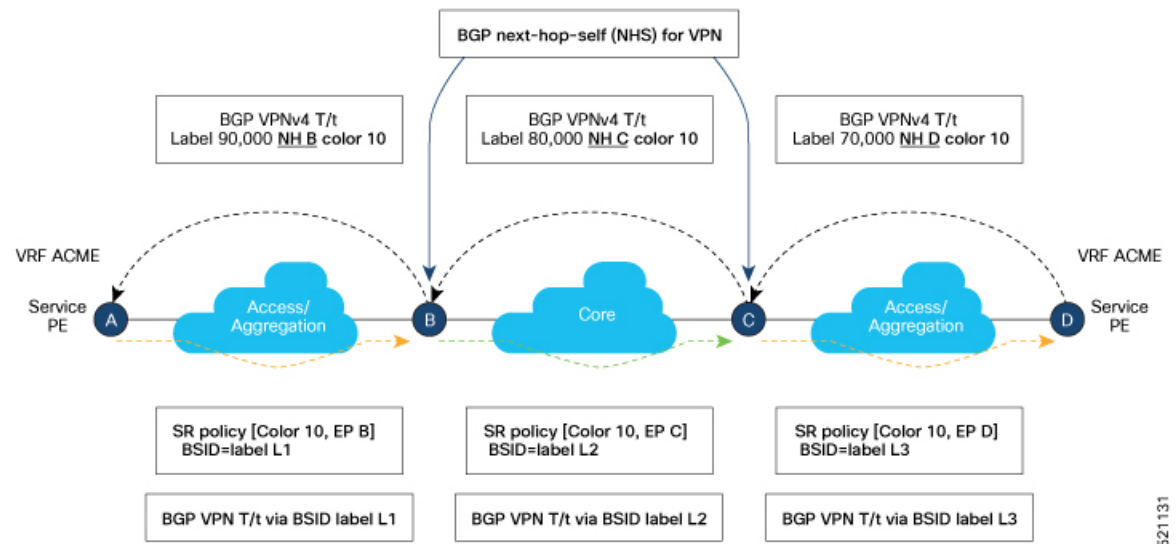 BGP next-hop-self (NHS) for VPN
BGP VPNv4 T/t
Label 90,000 NH B color 10
BGP VPNv4 T/t
Label 80,000 NH C color 10
BGP VPNv4 T/t
Label 70,000 NH D color 10
VRF ACME
VRF ACME
Service
PE
A
Access/
Aggregation
B
Core
C
Access/
Aggregation
D
Service
PE
SR policy [Color 10, EP B]
BSID=label L1
SR policy [Color 10, EP C]
BSID=label L2
SR policy [Color 10, EP D]
BSID=label L3
BGP VPN T/t via BSID label L1
BGP VPN T/t via BSID label L2
BGP VPN T/t via BSID label L3
521131